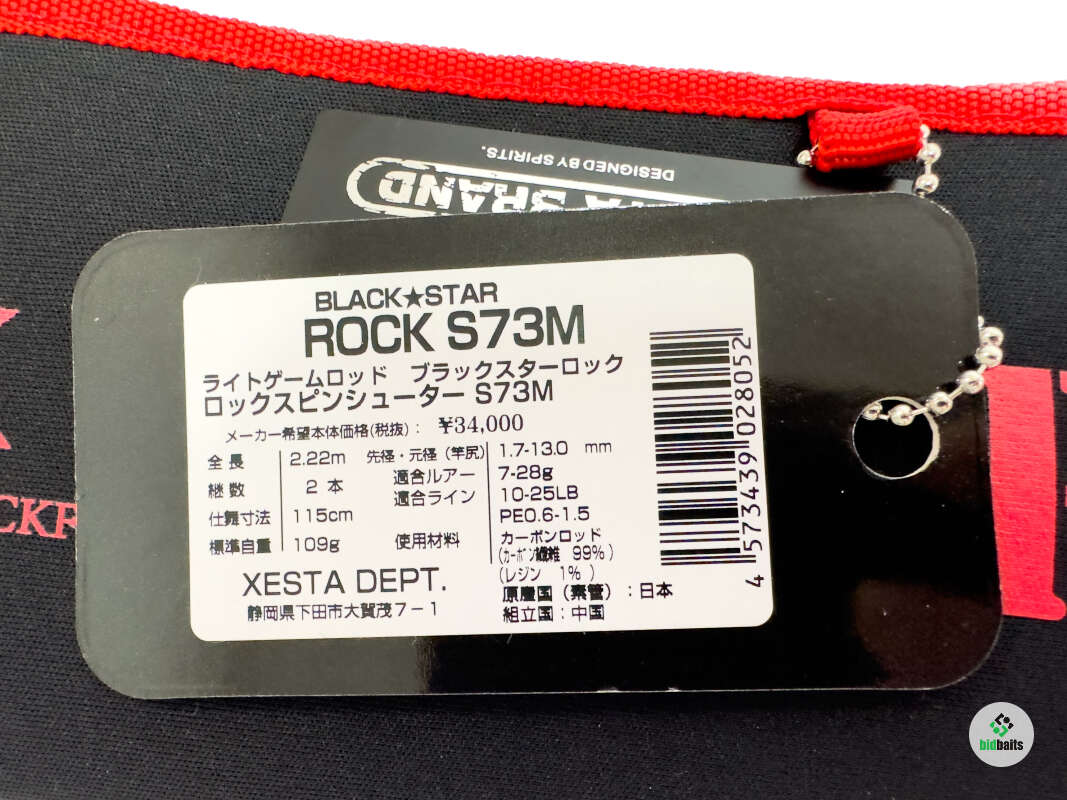 DESIGNED BY SPIRITS.
BRAND
BLACK★STAR
ROCK S73M
ライトゲームロッド ブラックスターロック
ロックスピンシューター S73M
メーカー希望本体価格(税抜)： ¥34,000
全長 2.22m 先径・元径（竿尻） 1.7-13.0 mm
継数 2 本 適合ルアー 7-28g
仕舞寸法 115cm 適合ライン 10-25LB
PE0.6-1.5
標準自重 109g 使用材料 カーボンロッド
(カーボン繊維 99%)
(レジン 1%)
XESTA DEPT.
静岡県下田市大賀茂7-1
原産国（素管）：日本
組立国：中国
4 573439 028052
bidbaits